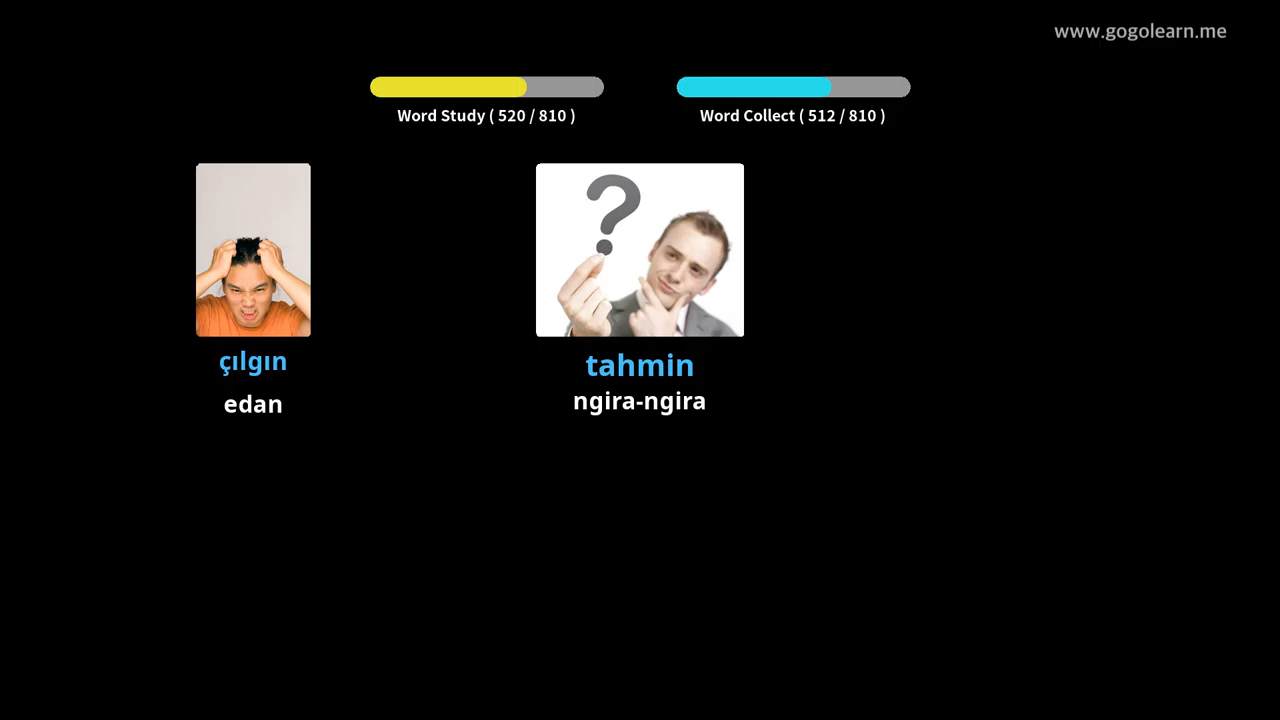 www.gogolearn.me
Word Study ( 520 / 810 )
Word Collect ( 512 / 810 )
çılgın
edan
tahmin
ngira-ngira